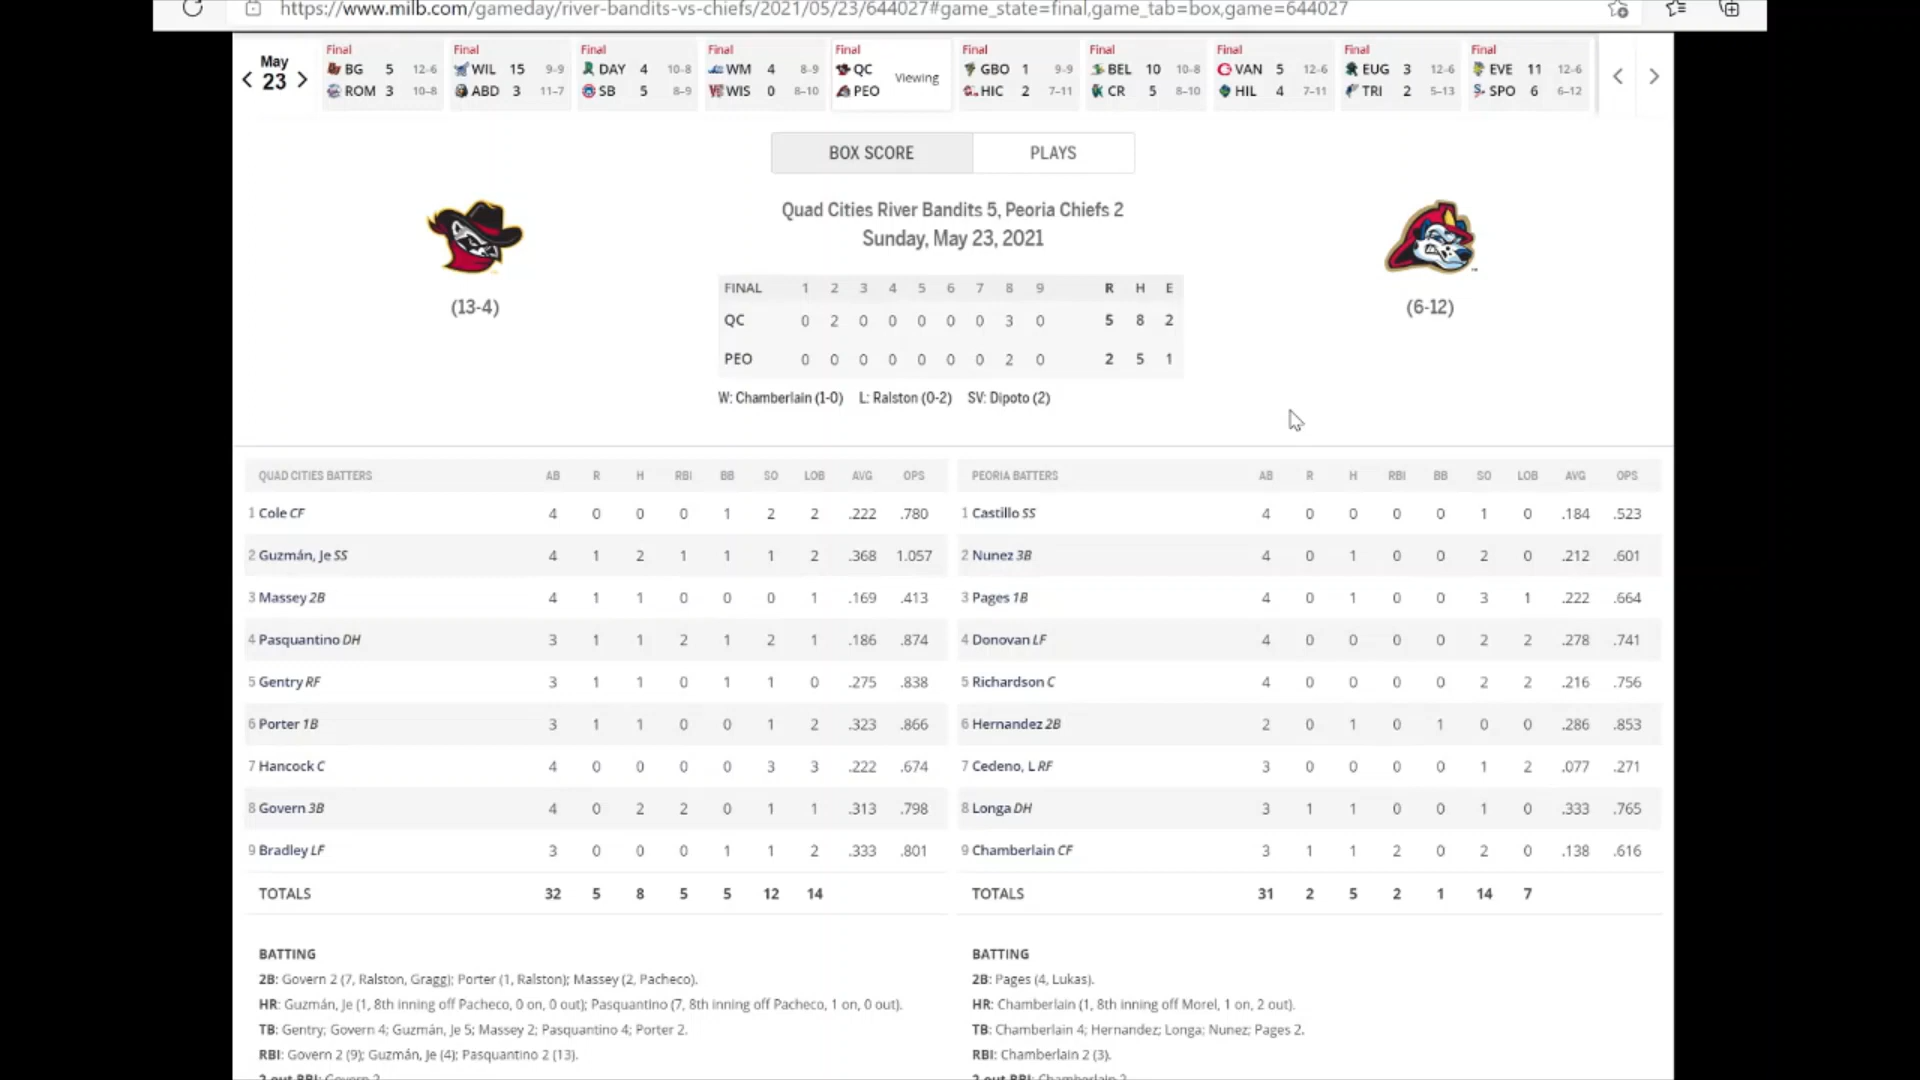 https://www.milb.com/gameday/river-bandits-vs-chiefs/2021/05/23/644027#game_state=final,game_tab=box,game=644027
May
23
Final
BG 5 12-6
ROM 3 10-8
Final
WIL 15 9-9
ABD 3 11-7
Final
DAY 4 10-8
SB 5 8-9
Final
WM 4 8-9
WIS 0 8-10
Final
QC
PEO
Viewing
Final
GBO 1 9-9
HIC 2 7-11
Final
BEL 10 10-8
CR 5 8-10
Final
VAN 5 12-6
HIL 4 7-11
Final
EUG 3 12-6
TRI 2 5-13
Final
EVE 11 12-6
SPO 6 6-12
BOX SCORE PLAYS
Quad Cities River Bandits 5, Peoria Chiefs 2
Sunday, May 23, 2021
(13-4)
(6-12)
FINAL 1 2 3 4 5 6 7 8 9 R H E
QC 0 2 0 0 0 0 0 3 0 5 8 2
PEO 0 0 0 0 0 0 0 2 0 2 5 1
W: Chamberlain (1-0) L: Ralston (0-2) SV: Dipoto (2)
QUAD CITIES BATTERS AB R H RBI BB SO LOB AVG OPS
1 Cole CF 4 0 0 0 1 2 2 .222 .780
2 Guzmán, Je SS 4 1 2 1 1 1 2 .368 1.057
3 Massey 2B 4 1 1 0 0 0 1 .169 .413
4 Pasquantino DH 3 1 1 2 1 2 1 .186 .874
5 Gentry RF 3 1 1 0 1 1 0 .275 .838
6 Porter 1B 3 1 1 0 0 1 2 .323 .866
7 Hancock C 4 0 0 0 0 3 3 .222 .674
8 Govern 3B 4 0 2 2 0 1 1 .313 .798
9 Bradley LF 3 0 0 0 1 1 2 .333 .801
TOTALS 32 5 8 5 5 12 14
BATTING
2B: Govern 2 (7, Ralston, Gragg); Porter (1, Ralston); Massey (2, Pacheco).
HR: Guzmán, Je (1, 8th inning off Pacheco, 0 on, 0 out); Pasquantino (7, 8th inning off Pacheco, 1 on, 0 out).
TB: Gentry; Govern 4; Guzmán, Je 5; Massey 2; Pasquantino 4; Porter 2.
RBI: Govern 2 (9); Guzmán, Je (4); Pasquantino 2 (13).
2-out RBI: Govern 2.
PEORIA BATTERS AB R H RBI BB SO LOB AVG OPS
1 Castillo SS 4 0 0 0 0 1 0 .184 .523
2 Nunez 3B 4 0 1 0 0 2 0 .212 .601
3 Pages 1B 4 0 1 0 0 3 1 .222 .664
4 Donovan LF 4 0 0 0 0 2 2 .278 .741
5 Richardson C 4 0 0 0 0 2 2 .216 .756
6 Hernandez 2B 2 0 1 0 1 0 0 .286 .853
7 Cedeno, L RF 3 0 0 0 0 1 2 .077 .271
8 Longa DH 3 1 1 0 0 1 0 .333 .765
9 Chamberlain CF 3 1 1 2 0 2 0 .138 .616
TOTALS 31 2 5 2 1 14 7
BATTING
2B: Pages (4, Lukas).
HR: Chamberlain (1, 8th inning off Morel, 1 on, 2 out).
TB: Chamberlain 4; Hernandez; Longa; Nunez; Pages 2.
RBI: Chamberlain 2 (3).
2-out RBI: Chamberlain 2.